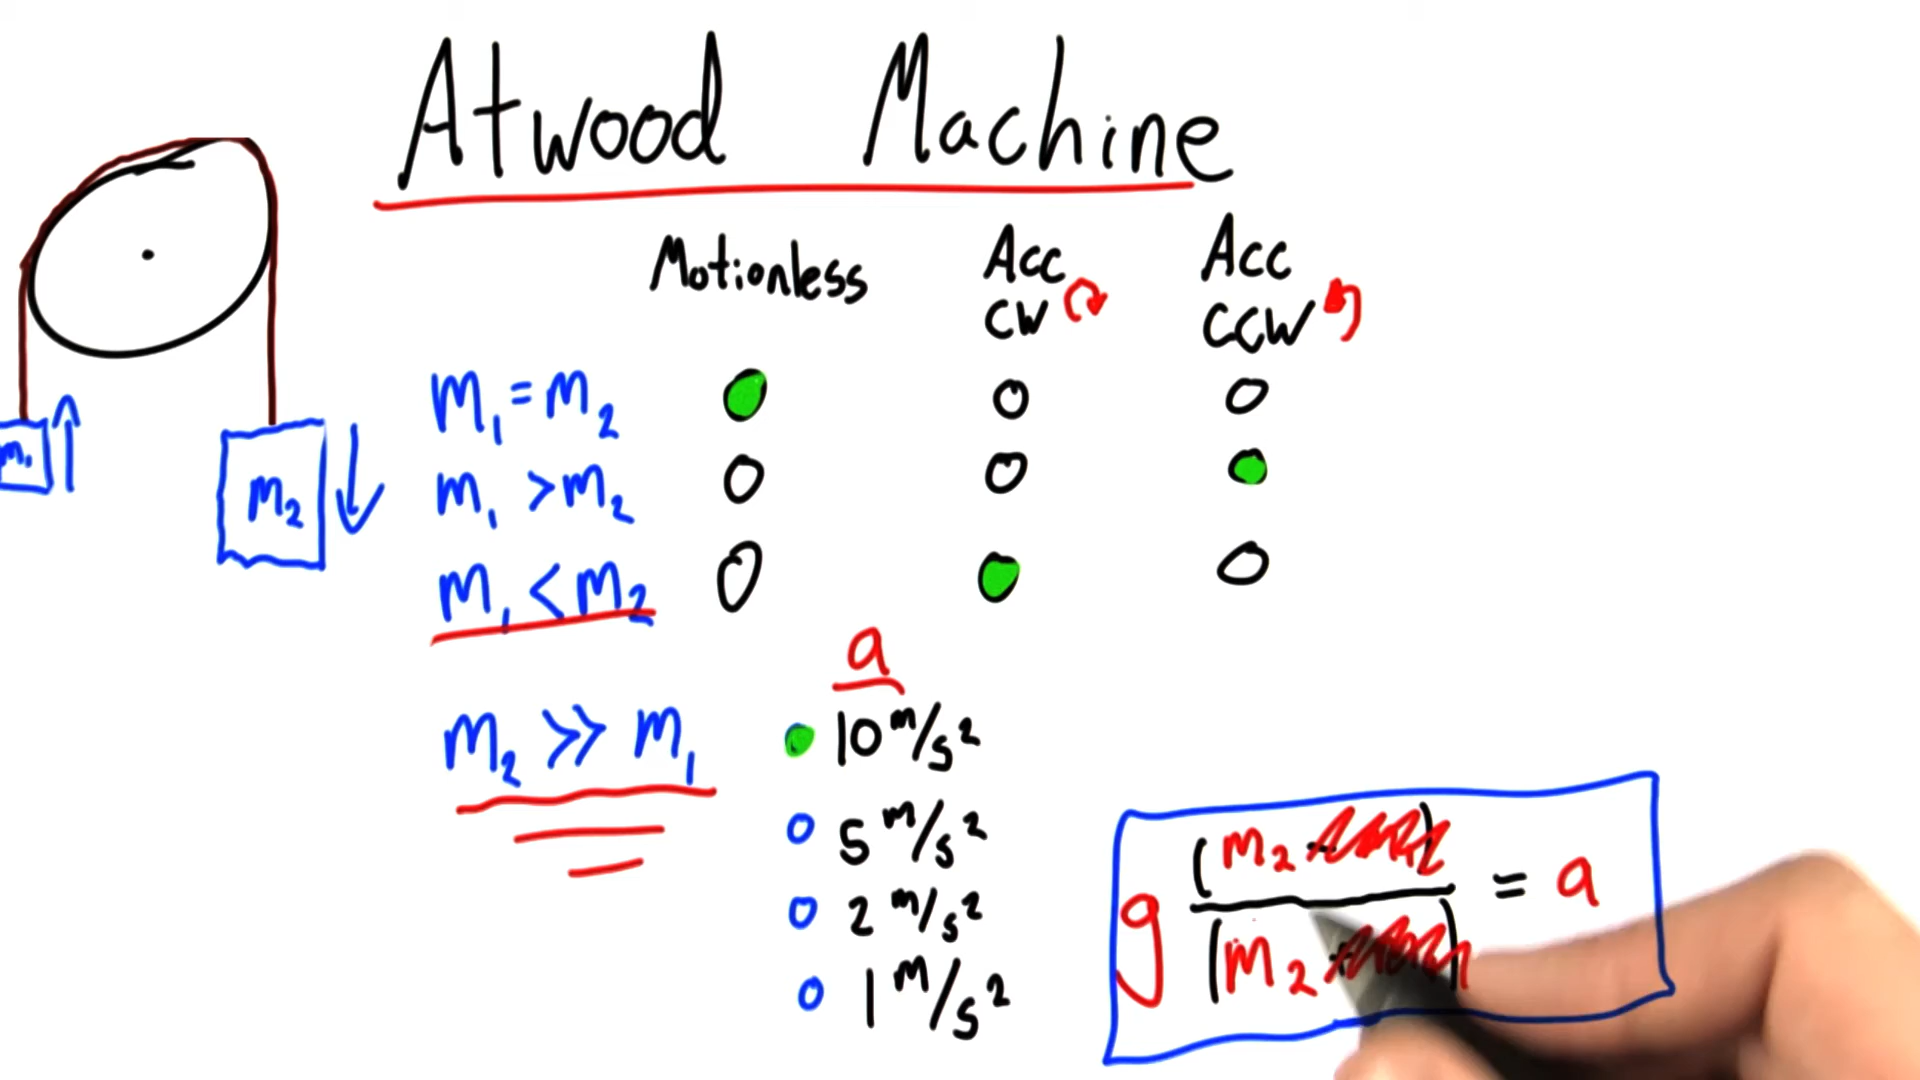 Atwood Machine
Motionless
Acc CW
Acc CCW
m₁ = m₂
m₁ > m₂
m₁ < m₂
m₁
m₂
a
m₂ >> m₁
10 m/s²
5 m/s²
2 m/s²
1 m/s²
g (m₂ - ) / (m₂ + ) = a